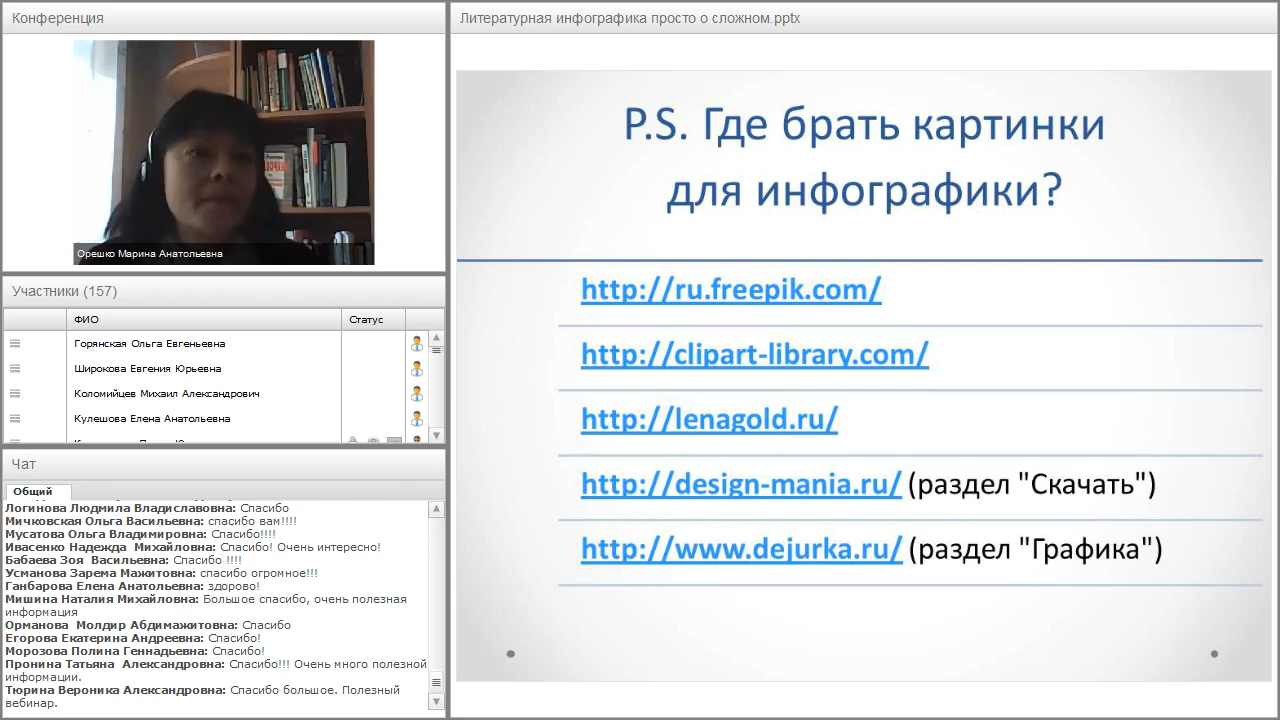 Конференция
Орешко Марина Анатольевна
Участники (157)
ФИО
Статус
Горянская Ольга Евгеньевна
Широкова Евгения Юрьевна
Коломийцев Михаил Александрович
Кулешова Елена Анатольевна
Чат
Общий
Логинова Людмила Владиславовна: Спасибо
Мичковская Ольга Васильевна: спасибо вам!!!!
Мусатова Ольга Владимировна: Спасибо!!!!
Ивасенко Надежда Михайловна: Спасибо! Очень интересно!
Бабаева Зоя Васильевна: Спасибо !!!!
Усманова Зарема Мажитовна: спасибо огромное!!!
Ганбарова Елена Анатольевна: здорово!
Мишина Наталия Михайловна: Большое спасибо, очень полезная
информация
Орманова Молдир Абдимажитовна: Спасибо
Егорова Екатерина Андреевна: Спасибо!
Морозова Полина Геннадьевна: Спасибо!
Пронина Татьяна Александровна: Спасибо!!! Очень много полезной
информации.
Тюрина Вероника Александровна: Спасибо большое. Полезный
вебинар.
Литературная инфографика просто о сложном.pptx
P.S. Где брать картинки
для инфографики?
http://ru.freepik.com/
http://clipart-library.com/
http://lenagold.ru/
http://design-mania.ru/ (раздел "Скачать")
http://www.dejurka.ru/ (раздел "Графика")